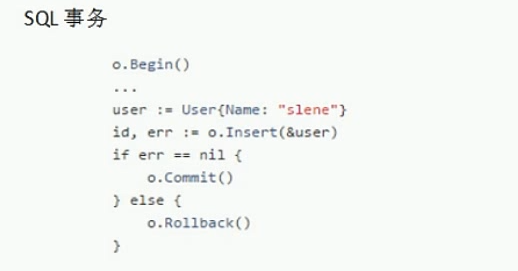 SQL 事务
o.Begin()
...
user := User{Name: "slene"}
id, err := o.Insert(&user)
if err == nil {
    o.Commit()
} else {
    o.Rollback()
}